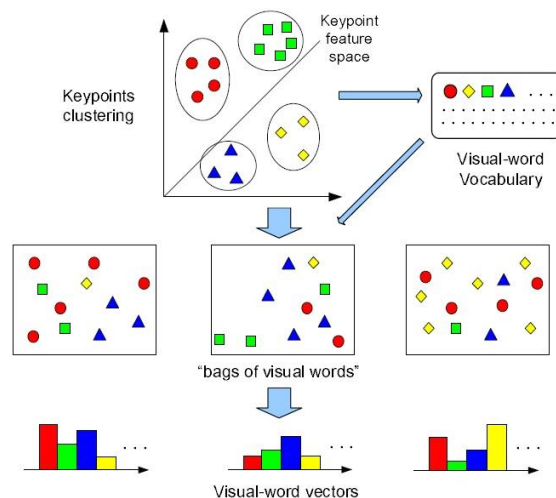 Keypoint
feature
space
Keypoints
clustering
. . . .
Visual-word
Vocabulary
"bags of visual words"
. . . .
. . . .
. . . .
Visual-word vectors